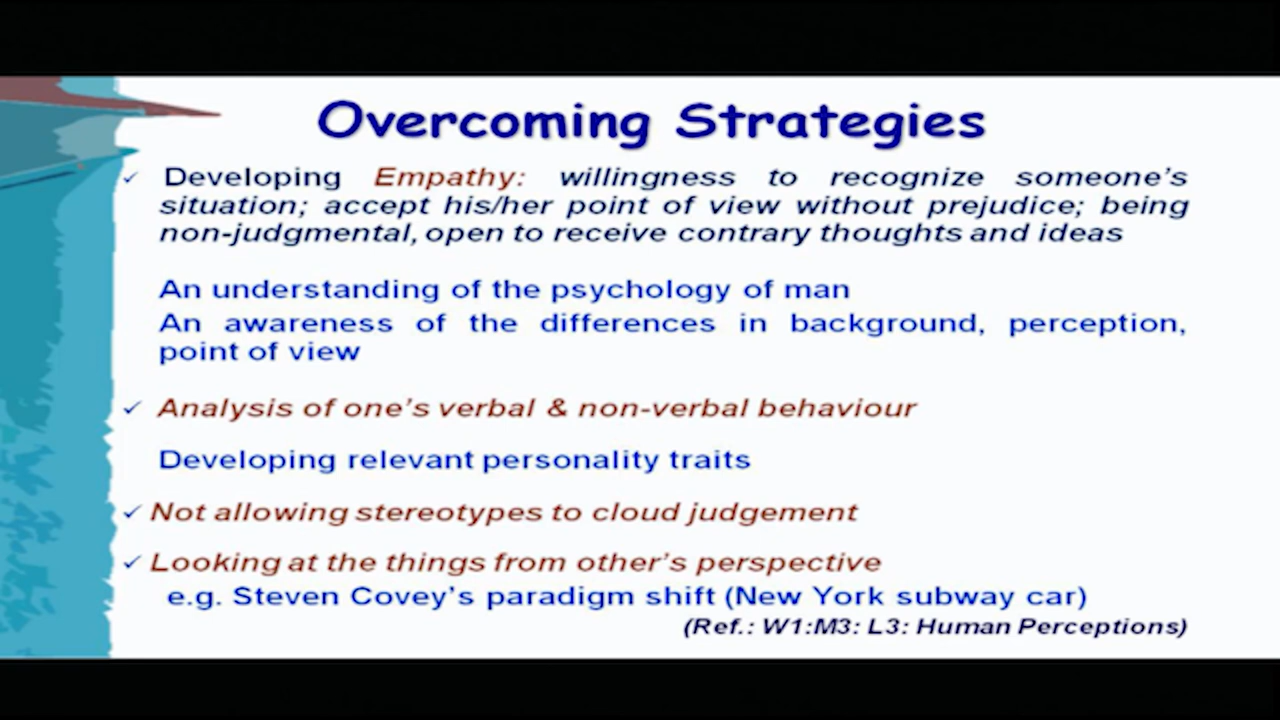 Overcoming Strategies
✓ Developing Empathy: willingness to recognize someone's
situation; accept his/her point of view without prejudice; being
non-judgmental, open to receive contrary thoughts and ideas
An understanding of the psychology of man
An awareness of the differences in background, perception,
point of view
✓ Analysis of one's verbal & non-verbal behaviour
Developing relevant personality traits
✓ Not allowing stereotypes to cloud judgement
✓ Looking at the things from other's perspective
e.g. Steven Covey's paradigm shift (New York subway car)
(Ref.: W1:M3: L3: Human Perceptions)